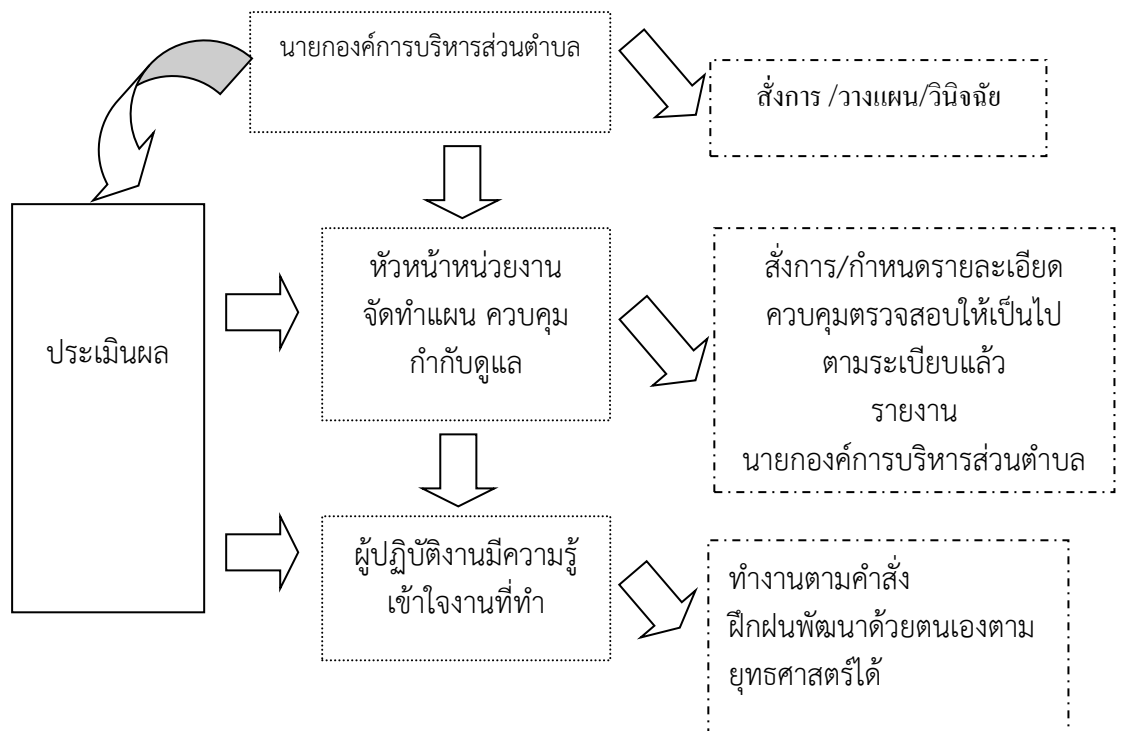 นายกองค์การบริหารส่วนตำบล
สั่งการ /วางแผน/วินิจฉัย
ประเมินผล
หัวหน้าหน่วยงาน
จัดทำแผน ควบคุม
กำกับดูแล
สั่งการ/กำหนดรายละเอียด
ควบคุมตรวจสอบให้เป็นไป
ตามระเบียบแล้ว
รายงาน
นายกองค์การบริหารส่วนตำบล
ผู้ปฏิบัติงานมีความรู้
เข้าใจงานที่ทำ
ทำงานตามคำสั่ง
ฝึกฝนพัฒนาด้วยตนเองตาม
ยุทธศาสตร์ได้